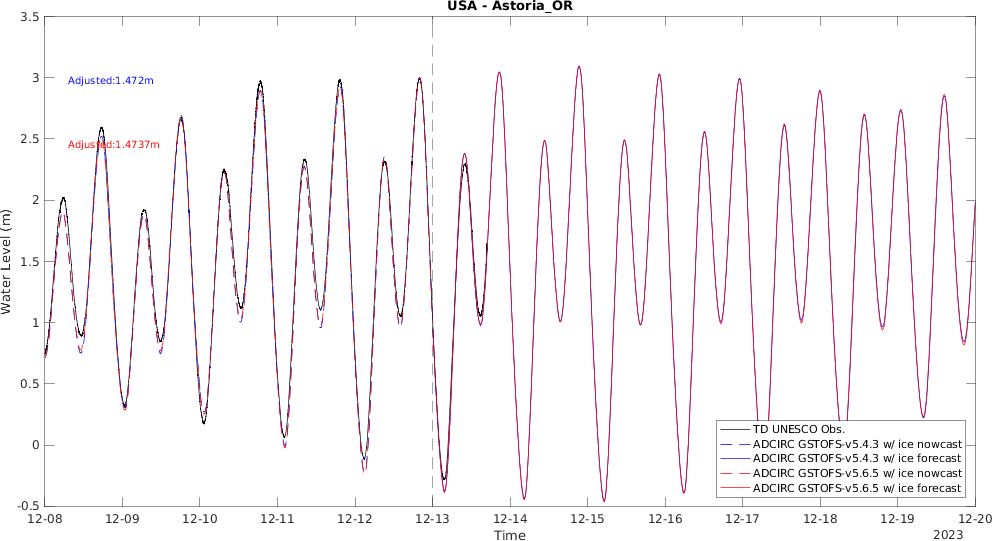 USA - Astoria_OR
3.5
3
2.5
2
1.5
1
0.5
0
-0.5
Water Level (m)
Adjusted:1.472m
Adjusted:1.4737m
TD UNESCO Obs.
ADCIRC GSTOFS-v5.4.3 w/ ice nowcast
ADCIRC GSTOFS-v5.4.3 w/ ice forecast
ADCIRC GSTOFS-v5.6.5 w/ ice nowcast
ADCIRC GSTOFS-v5.6.5 w/ ice forecast
12-08 12-09 12-10 12-11 12-12 12-13 12-14 12-15 12-16 12-17 12-18 12-19 12-20
Time
2023